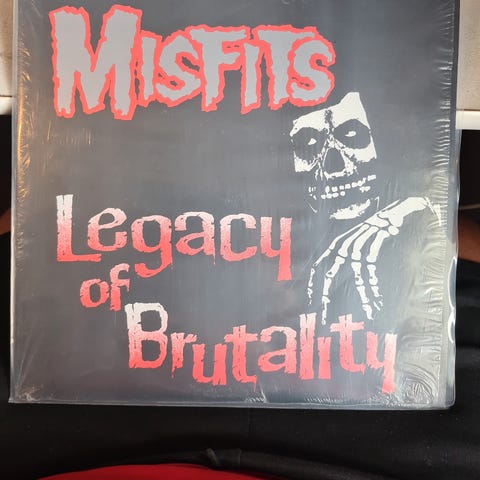 Misfits
Legacy
of
Brutality